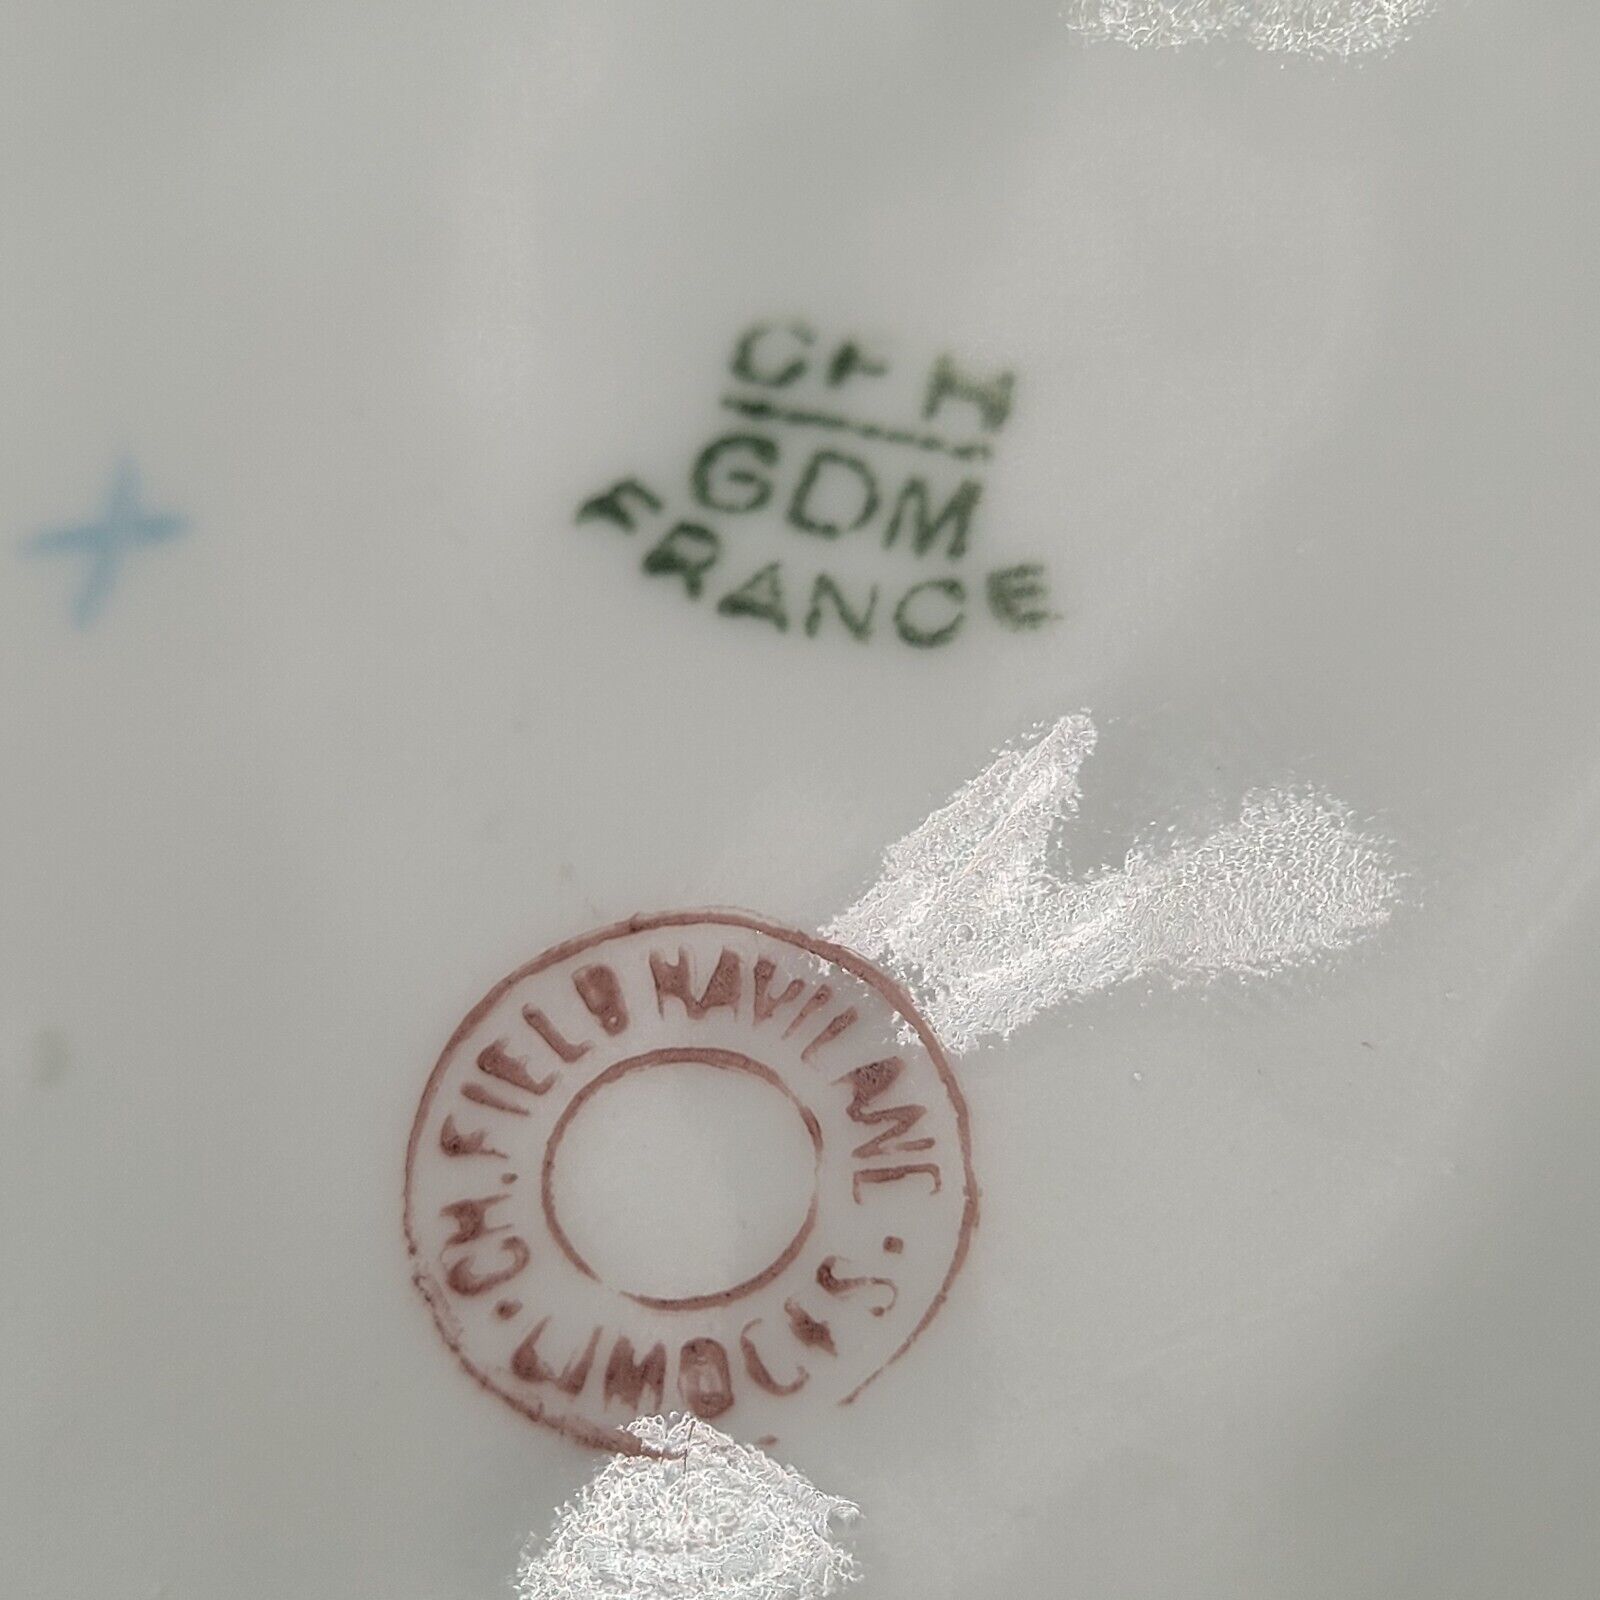 CFH
GDM
FRANCE
CH. FIELD HAVILAND
LIMOGES